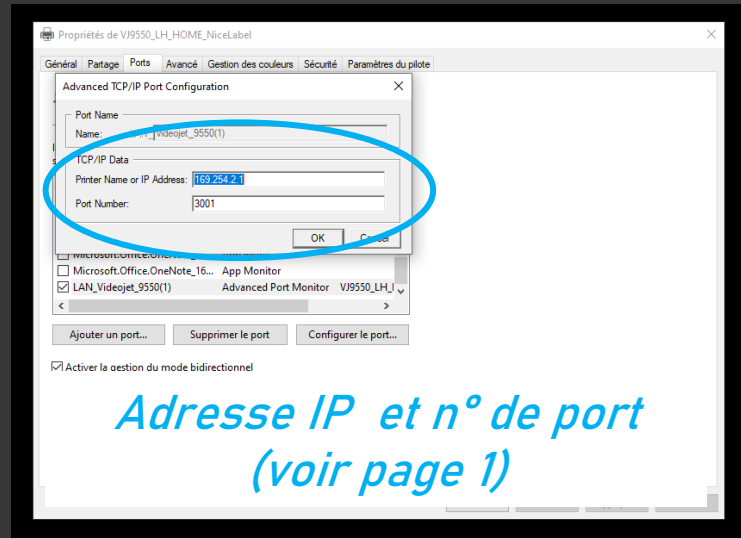 Propriétés de VJ9550_LH_HOME_NiceLabel
Général Partage Ports Avancé Gestion des couleurs Sécurité Paramètres du pilote
Advanced TCP/IP Port Configuration
Port Name
Name: Videojet_9550(1)
TCP/IP Data
Printer Name or IP Address: 169.254.2.1
Port Number: 3001
OK Cancel
Microsoft.Office.OneNote_16... App Monitor
LAN_Videojet_9550(1) Advanced Port Monitor VJ9550_LH_
Ajouter un port... Supprimer le port Configurer le port...
Activer la gestion du mode bidirectionnel
Adresse IP et n° de port
(voir page 1)